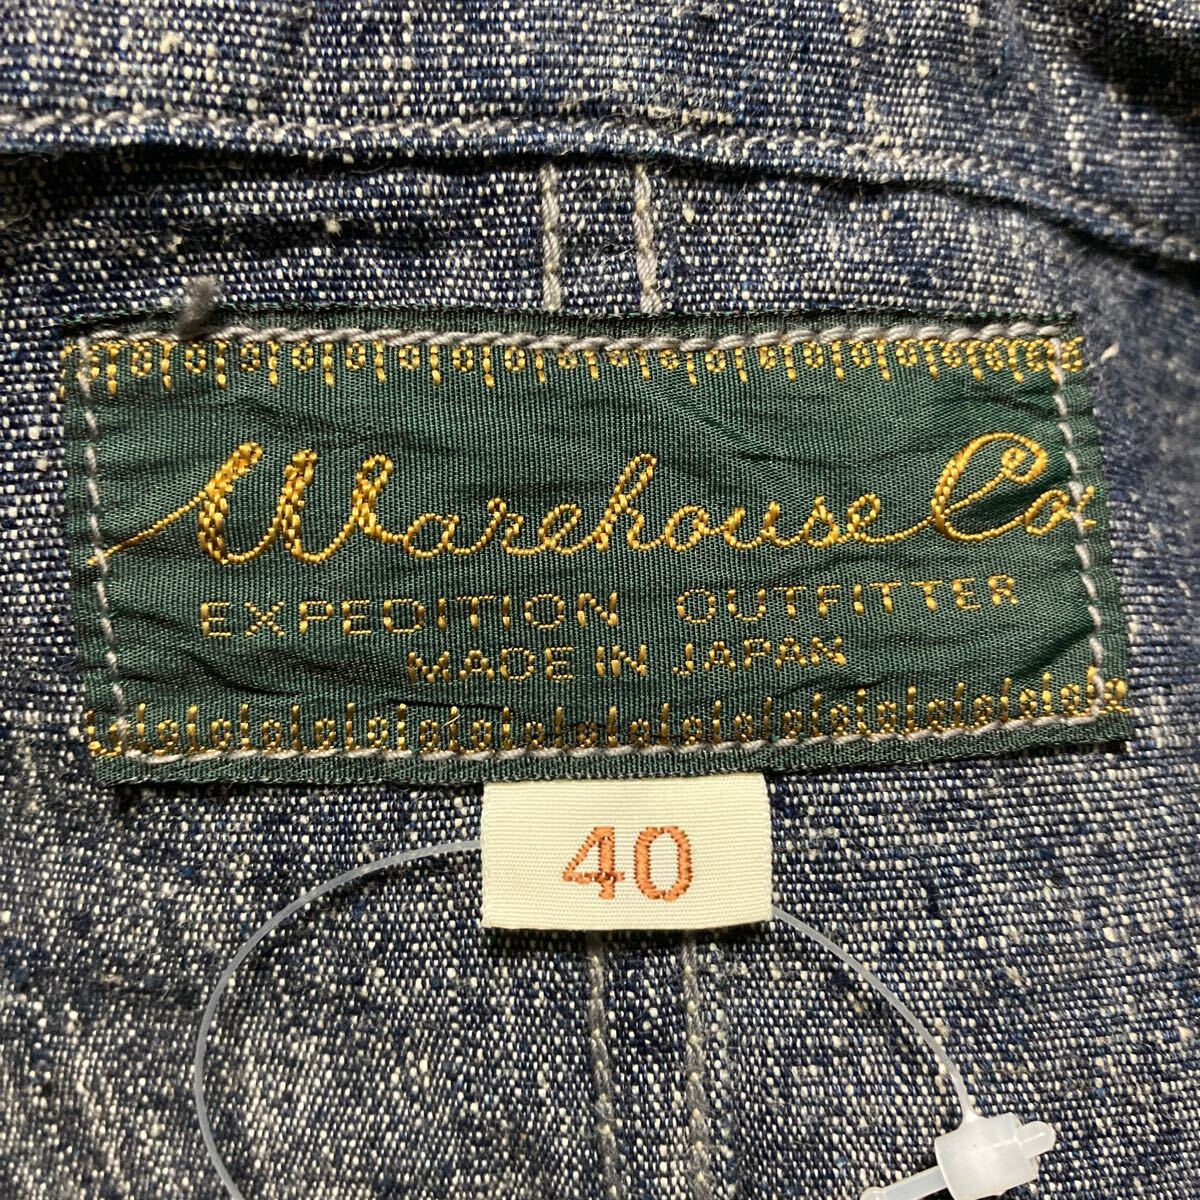 Warehouse Co.
EXPEDITION OUTFITTER
MADE IN JAPAN
40